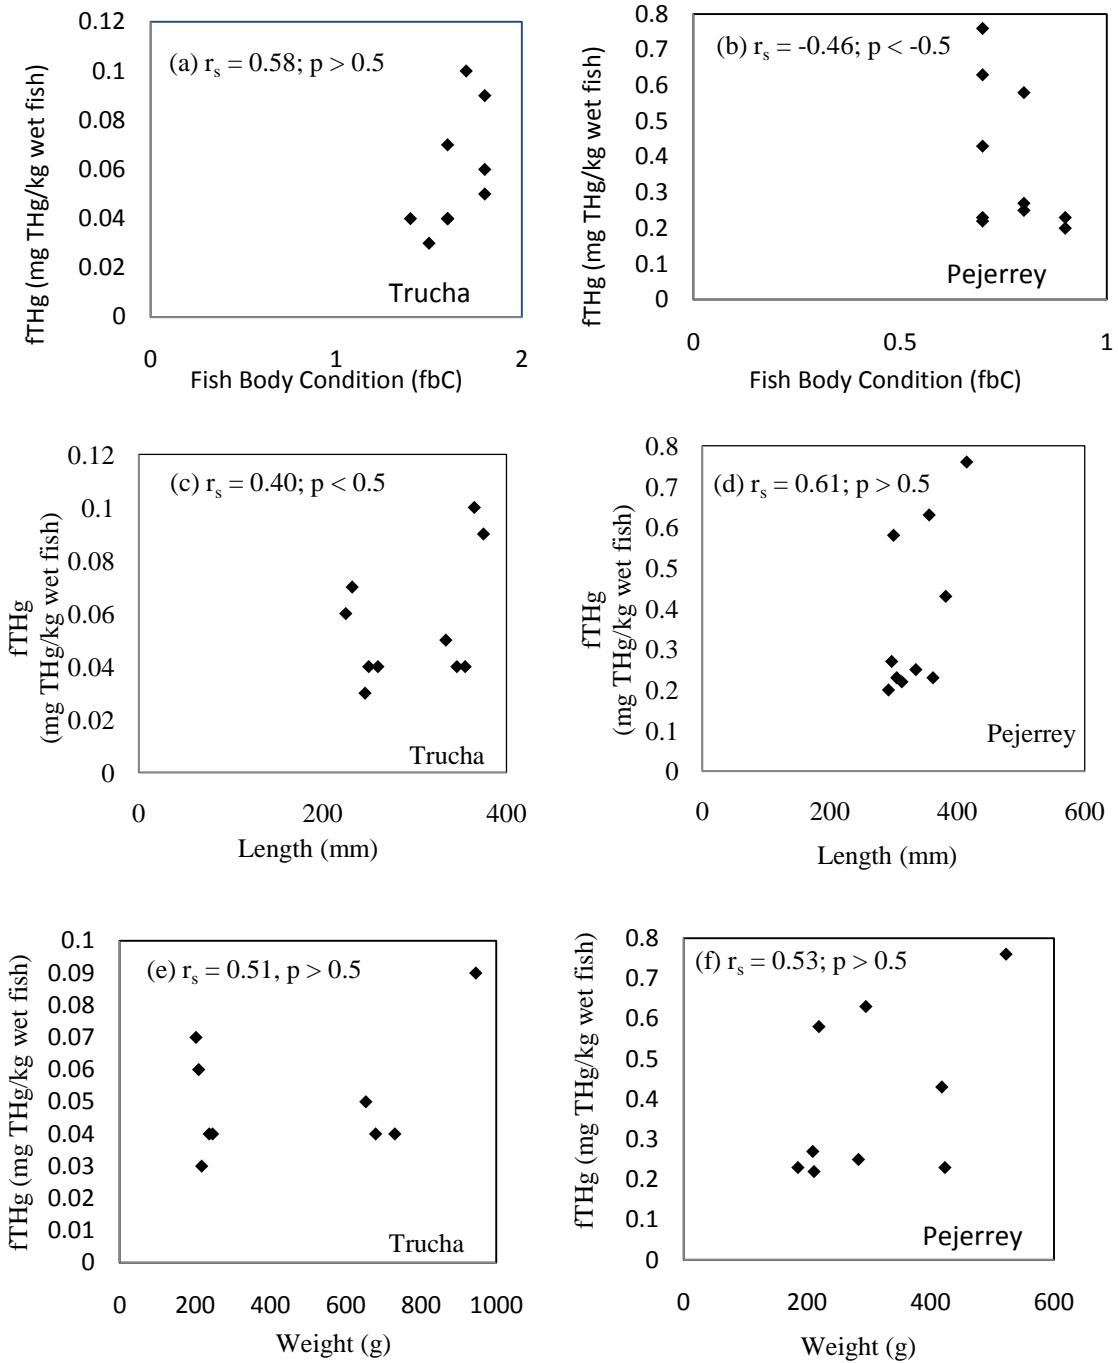 (a) rs = 0.58; p > 0.5
fTHg (mg THg/kg wet fish)
0.12
0.1
0.08
0.06
0.04
0.02
0
Trucha
0 1 2
Fish Body Condition (fbC)
(b) rs = -0.46; p < -0.5
fTHg (mg THg/kg wet fish)
0.8
0.7
0.6
0.5
0.4
0.3
0.2
0.1
0
Pejerrey
0 0.5 1
Fish Body Condition (fbC)
(c) rs = 0.40; p < 0.5
fTHg
(mg THg/kg wet fish)
0.12
0.1
0.08
0.06
0.04
0.02
0
Trucha
0 200 400
Length (mm)
(d) rs = 0.61; p > 0.5
fTHg
(mg THg/kg wet fish)
0.8
0.7
0.6
0.5
0.4
0.3
0.2
0.1
0
Pejerrey
0 200 400 600
Length (mm)
(e) rs = 0.51, p > 0.5
fTHg (mg THg/kg wet fish)
0.1
0.09
0.08
0.07
0.06
0.05
0.04
0.03
0.02
0.01
0
Trucha
0 200 400 600 800 1000
Weight (g)
(f) rs = 0.53; p > 0.5
fTHg (mg THg/kg wet fish)
0.8
0.7
0.6
0.5
0.4
0.3
0.2
0.1
0
Pejerrey
0 200 400 600
Weight (g)